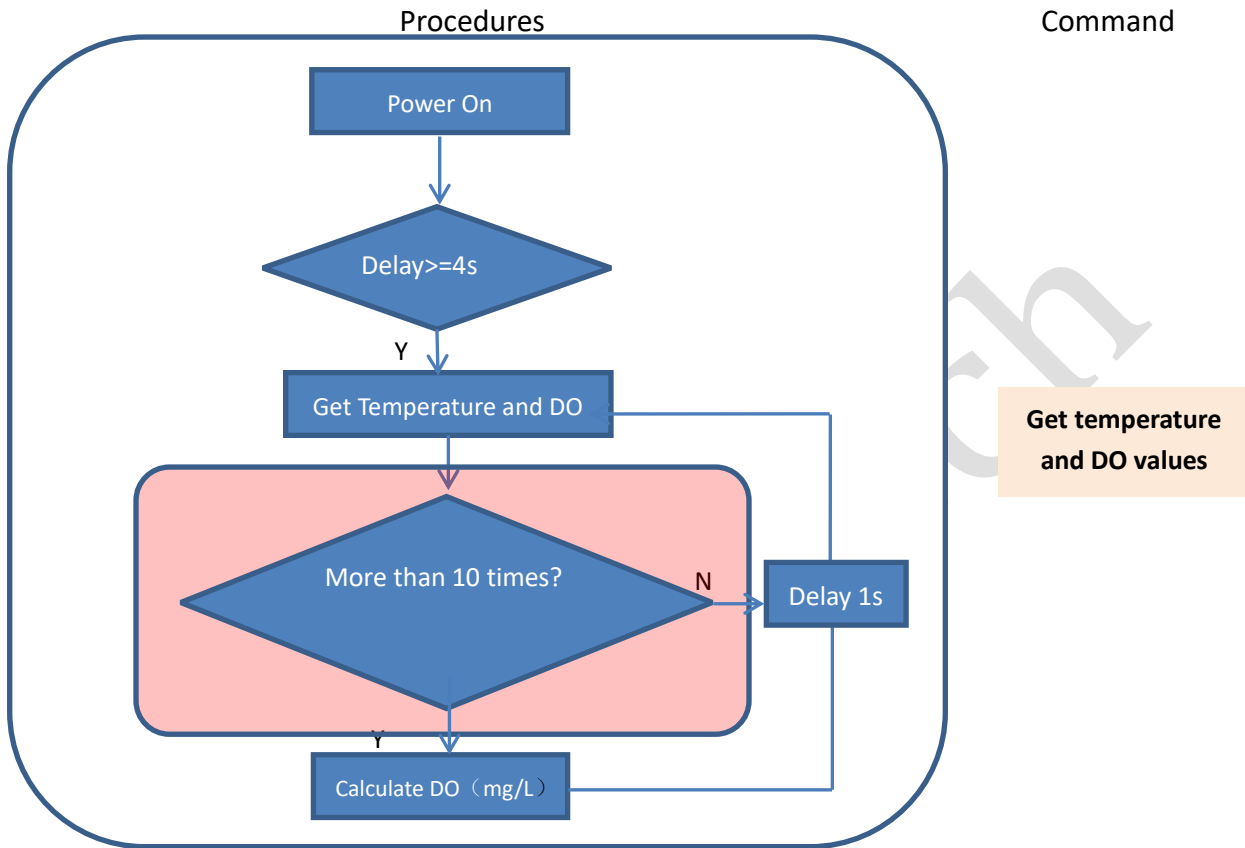 Procedures
Command
Power On
Delay>=4s
Y
Get Temperature and DO
Get temperature
and DO values
More than 10 times?
N
Delay 1s
Y
Calculate DO（mg/L）
ch